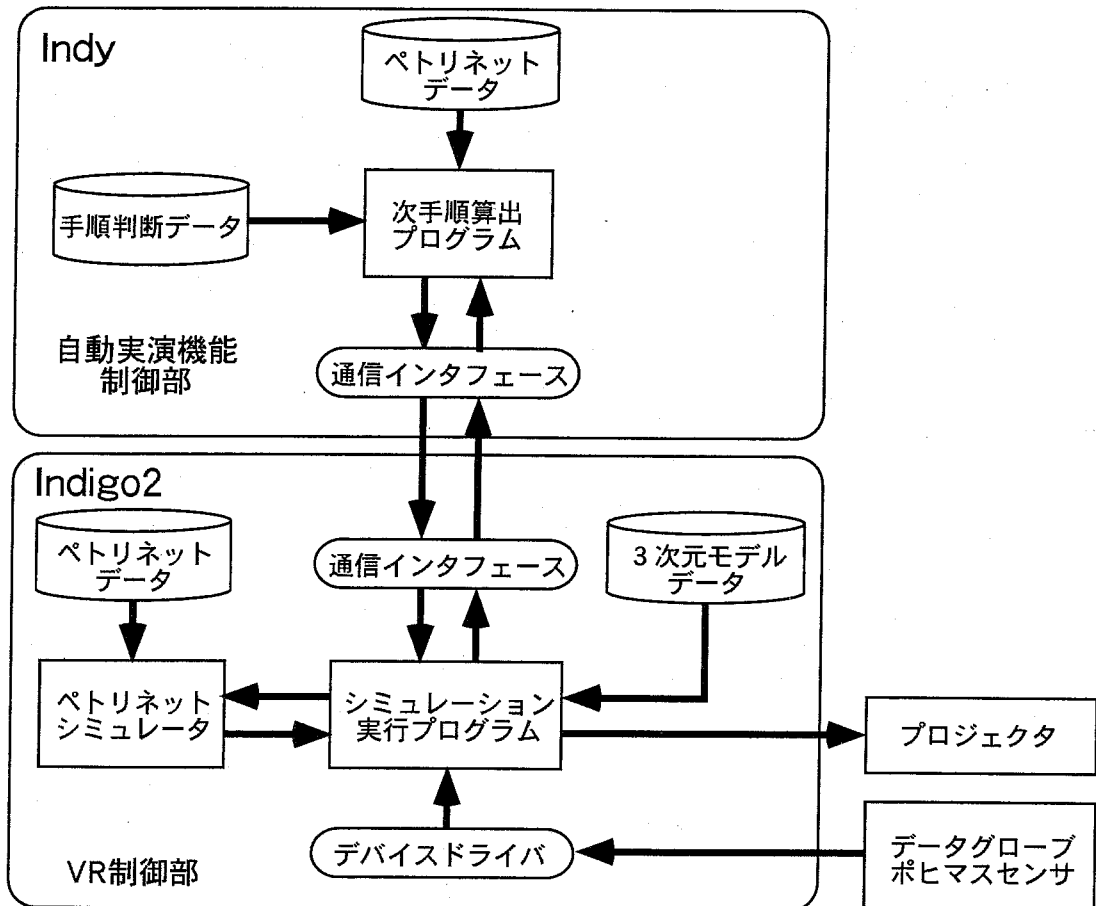 Indy
ペトリネット
データ
手順判断データ
次手順算出
プログラム
自動実演機能
制御部
通信インタフェース
Indigo2
ペトリネット
データ
通信インタフェース
3次元モデル
データ
ペトリネット
シミュレータ
シミュレーション
実行プログラム
プロジェクタ
VR制御部
デバイスドライバ
データグローブ
ポヒマスセンサ